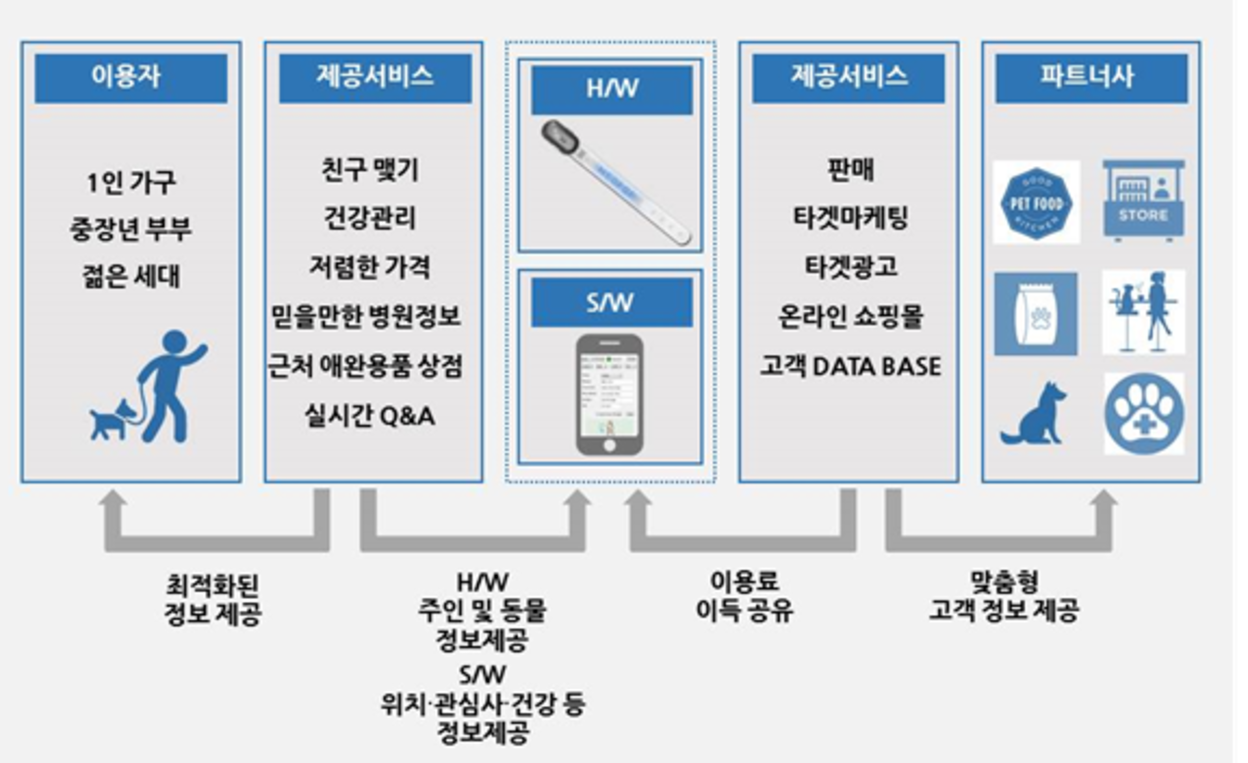 이용자
1인 가구
중장년 부부
젊은 세대
제공서비스
친구 맺기
건강관리
저렴한 가격
믿을만한 병원정보
근처 애완용품 상점
실시간 Q&A
H/W
S/W
제공서비스
판매
타겟마케팅
타겟광고
온라인 쇼핑몰
고객 DATA BASE
파트너사
GOOD
PET FOOD
KITCHEN
STORE
최적화된
정보 제공
H/W
주인 및 동물
정보제공
S/W
위치·관심사·건강 등
정보제공
이용료
이득 공유
맞춤형
고객 정보 제공